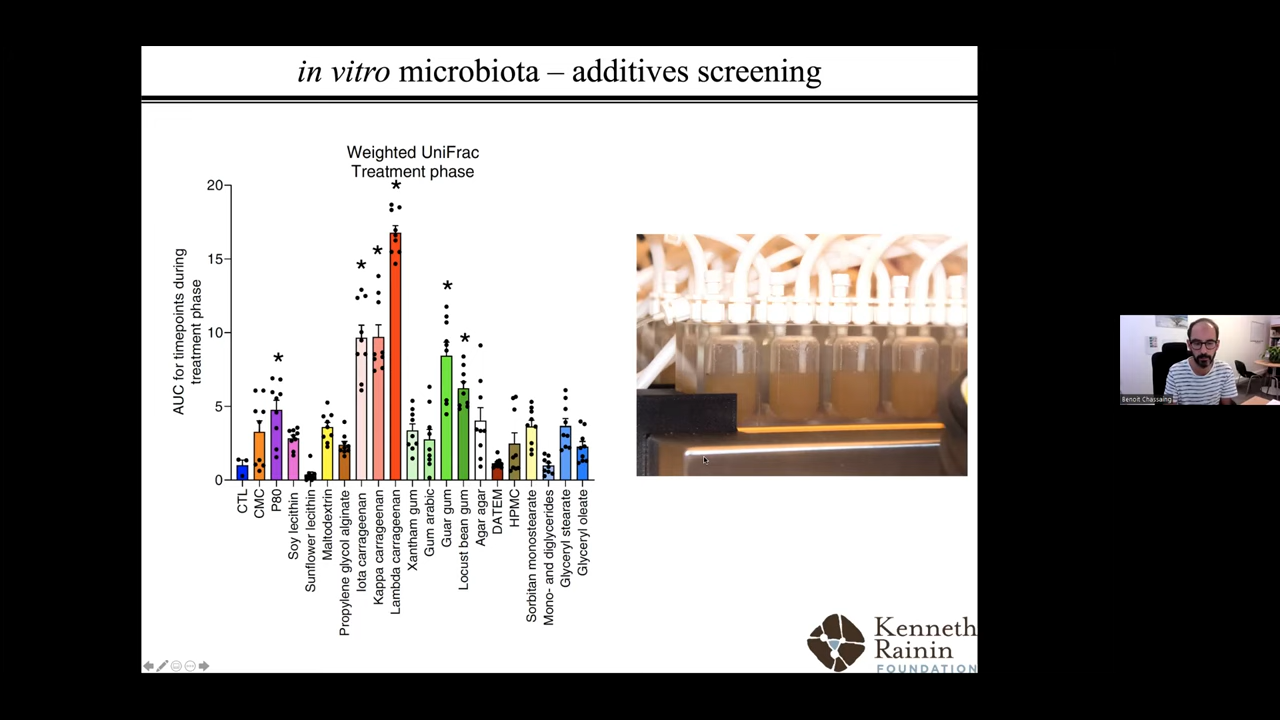 in vitro microbiota – additives screening
Weighted UniFrac
Treatment phase
AUC for timepoints during
treatment phase
20
15
10
5
0
*
*
*
*
*
*
CTL
CMC
P80
Soy lecithin
Sunflower lecithin
Maltodextrin
Propylene glycol alginate
Iota carrageenan
Kappa carrageenan
Lambda carrageenan
Xantham gum
Gum arabic
Guar gum
Locust bean gum
Agar agar
DATEM
HPMC
Sorbitan monostearate
Mono- and diglycerides
Glyceryl stearate
Glyceryl oleate
Kenneth
Rainin
FOUNDATION
Benoit Chassaing